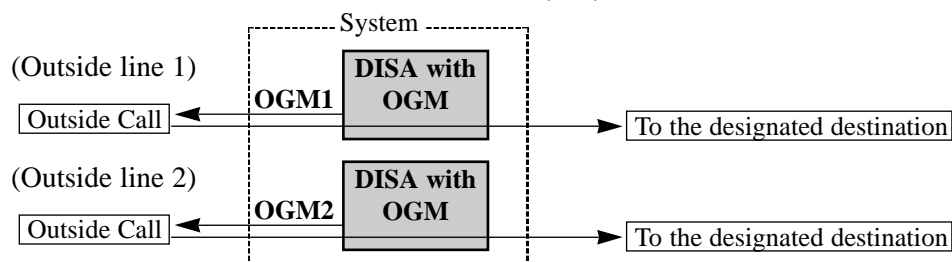 System
(Outside line 1)
DISA with
OGM
OGM1
Outside Call
To the designated destination
(Outside line 2)
DISA with
OGM
OGM2
Outside Call
To the designated destination